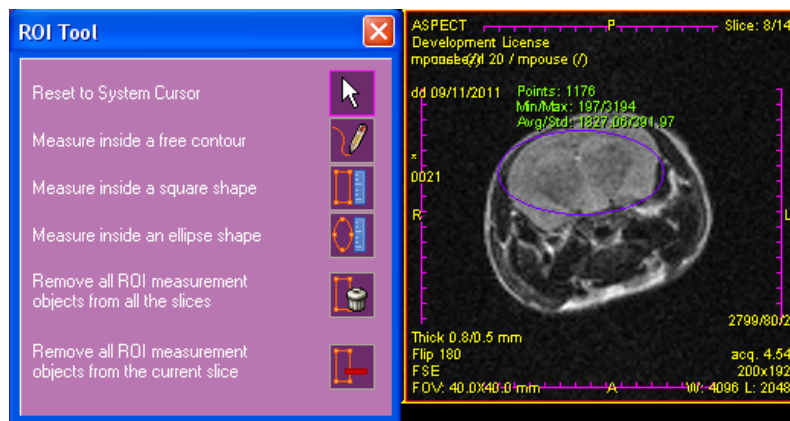 ROI Tool
Reset to System Cursor
Measure inside a free contour
Measure inside a square shape
Measure inside an ellipse shape
Remove all ROI measurement
objects from all the slices
Remove all ROI measurement
objects from the current slice
ASPECT
P
Slice: 8/14
Development License
20 / mpouse (/)
dd 09/11/2011
Points: 1176
Min/Max: 197/3194
Avg/Std: 1827.06/391.97
*
0021
R
L
2799/80/2
Thick 0.8/0.5 mm
Flip 180
acq. 4.54
FSE
200x192
FOV: 40.0X40.0 mm
A
W: 4096 L: 2048